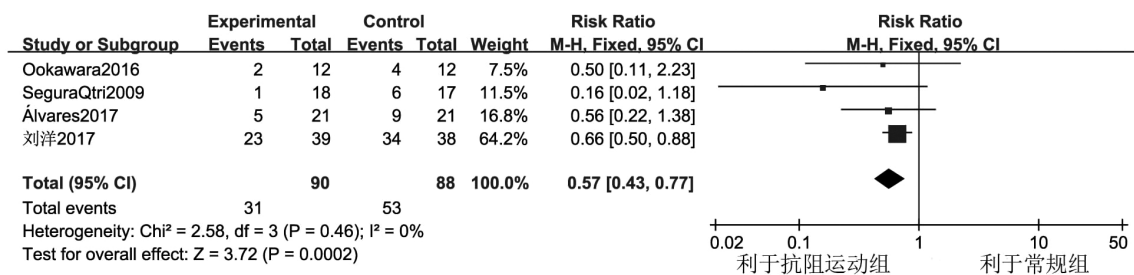 Experimental Control Risk Ratio Risk Ratio
Study or Subgroup Events Total Events Total Weight M-H, Fixed, 95% CI M-H, Fixed, 95% CI
Ookawara2016 2 12 4 12 7.5% 0.50 [0.11, 2.23]
SeguraQtri2009 1 18 6 17 11.5% 0.16 [0.02, 1.18]
Álvares2017 5 21 9 21 16.8% 0.56 [0.22, 1.38]
刘洋2017 23 39 34 38 64.2% 0.66 [0.50, 0.88]
Total (95% CI) 90 88 100.0% 0.57 [0.43, 0.77]
Total events 31 53
Heterogeneity: Chi² = 2.58, df = 3 (P = 0.46); I² = 0%
Test for overall effect: Z = 3.72 (P = 0.0002)
0.02 0.1 1 10 50
利于抗阻运动组 利于常规组